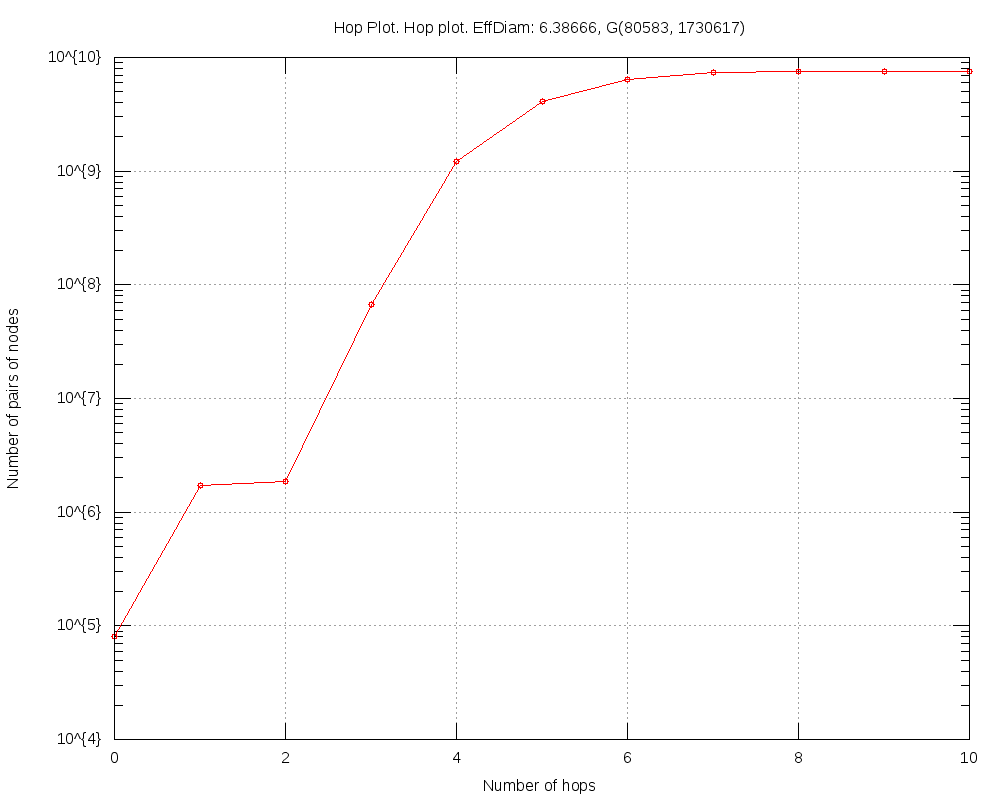 Hop Plot. Hop plot. EffDiam: 6.38666, G(80583, 1730617)
10^{10}
10^{9}
10^{8}
10^{7}
10^{6}
10^{5}
10^{4}
Number of pairs of nodes
0 2 4 6 8 10
Number of hops